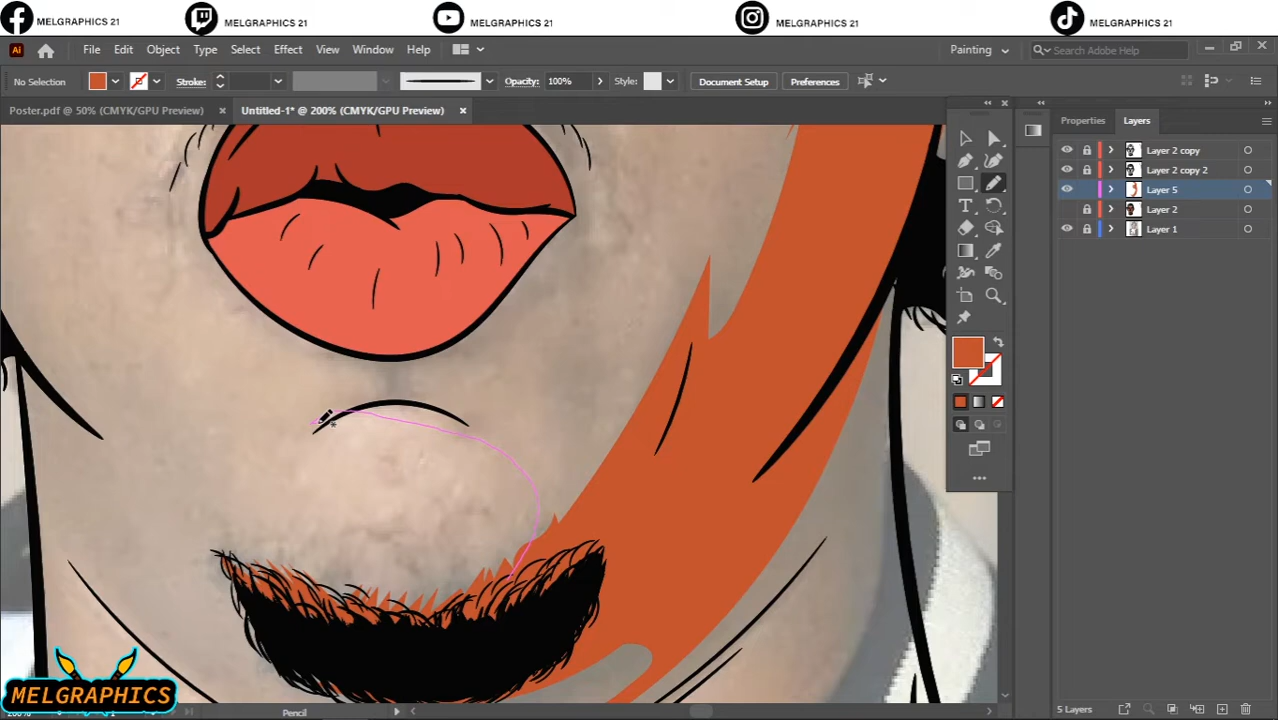 MELGRAPHICS 21 MELGRAPHICS 21 MELGRAPHICS 21 MELGRAPHICS 21 MELGRAPHICS 21
Ai File Edit Object Type Select Effect View Window Help Painting Search Adobe Help
No Selection Stroke: Opacity: 100% Style: Document Setup Preferences
Poster.pdf @ 50% (CMYK/GPU Preview) × Untitled-1* @ 200% (CMYK/GPU Preview) ×
Properties Layers
Layer 2 copy
Layer 2 copy 2
Layer 5
Layer 2
Layer 1
MELGRAPHICS
Pencil
5 Layers